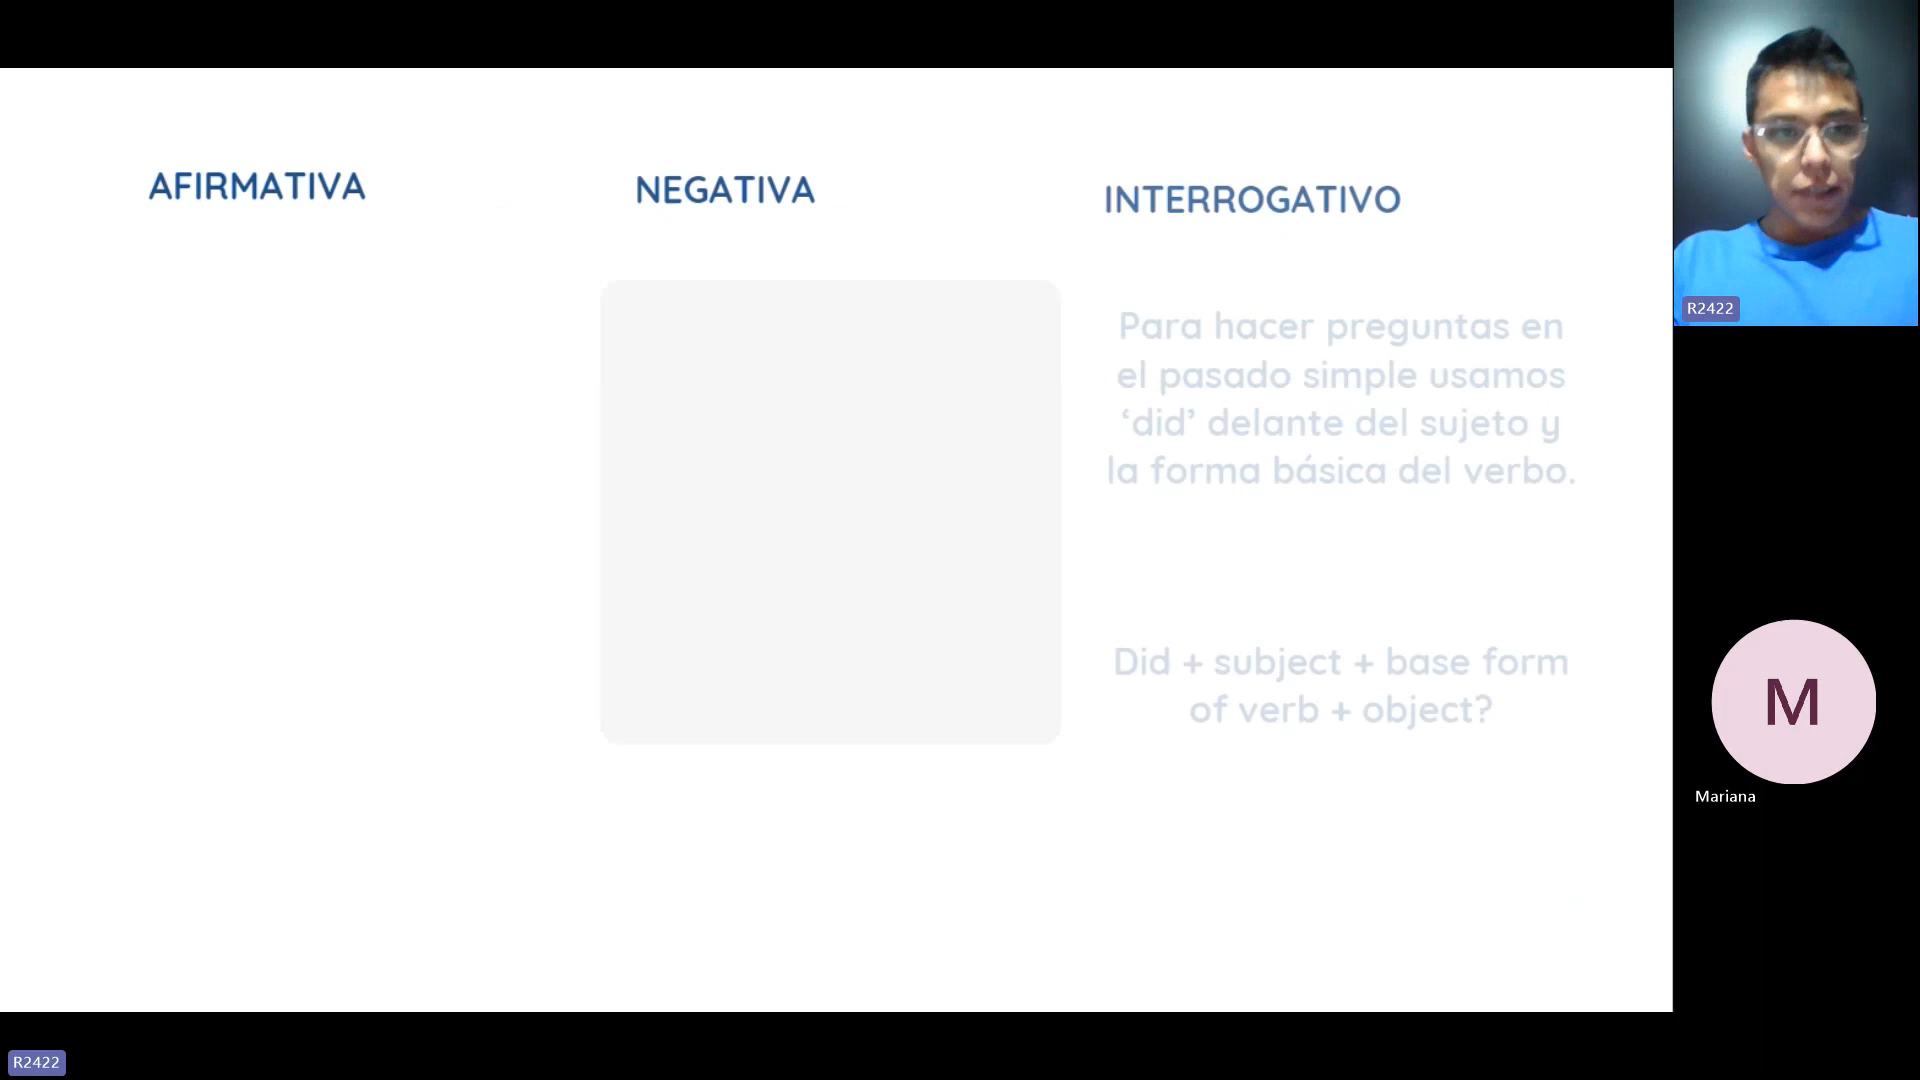 AFIRMATIVA
NEGATIVA
INTERROGATIVO
Para hacer preguntas en
el pasado simple usamos
‘did’ delante del sujeto y
la forma básica del verbo.
Did + subject + base form
of verb + object?
R2422
M
Mariana
R2422